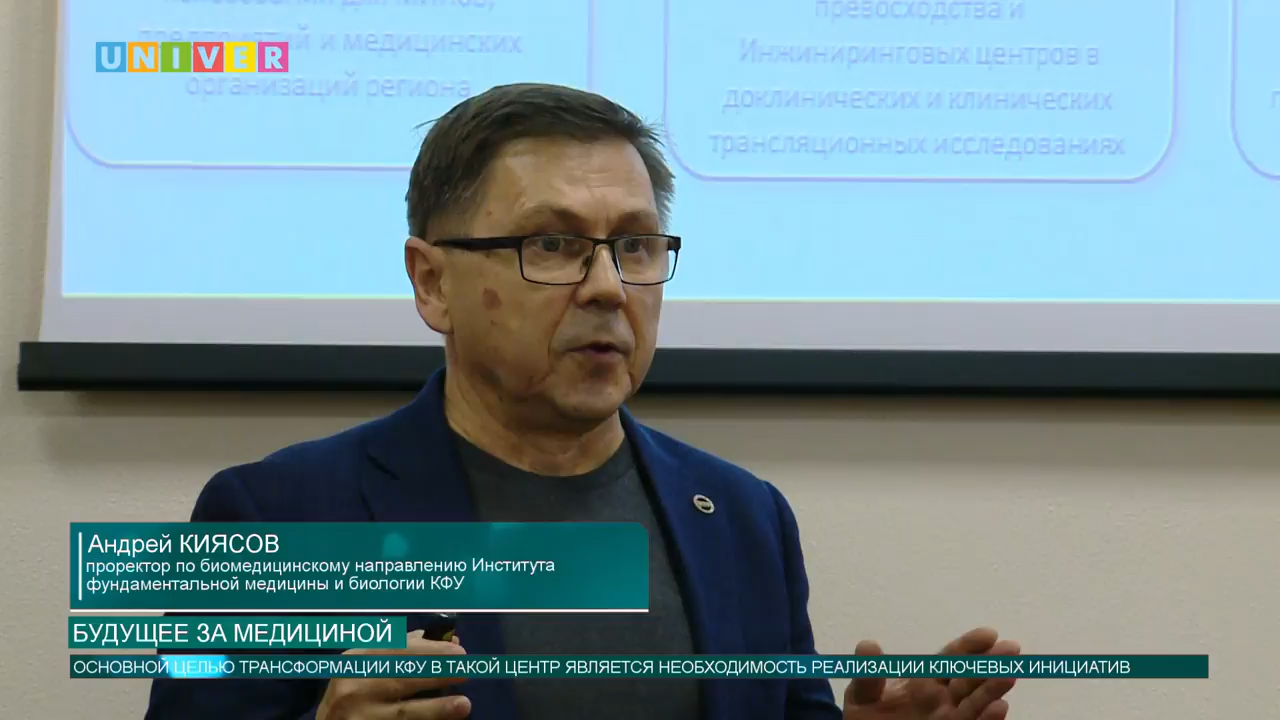 UNIVER
предприятий и медицинских
организаций региона
превосходства и
Инжиниринговых центров в
доклинических и клинических
трансляционных исследованиях
Андрей КИЯСОВ
проректор по биомедицинскому направлению Института
фундаментальной медицины и биологии КФУ
БУДУЩЕЕ ЗА МЕДИЦИНОЙ
ОСНОВНОЙ ЦЕЛЬЮ ТРАНСФОРМАЦИИ КФУ В ТАКОЙ ЦЕНТР ЯВЛЯЕТСЯ НЕОБХОДИМОСТЬ РЕАЛИЗАЦИИ КЛЮЧЕВЫХ ИНИЦИАТИВ